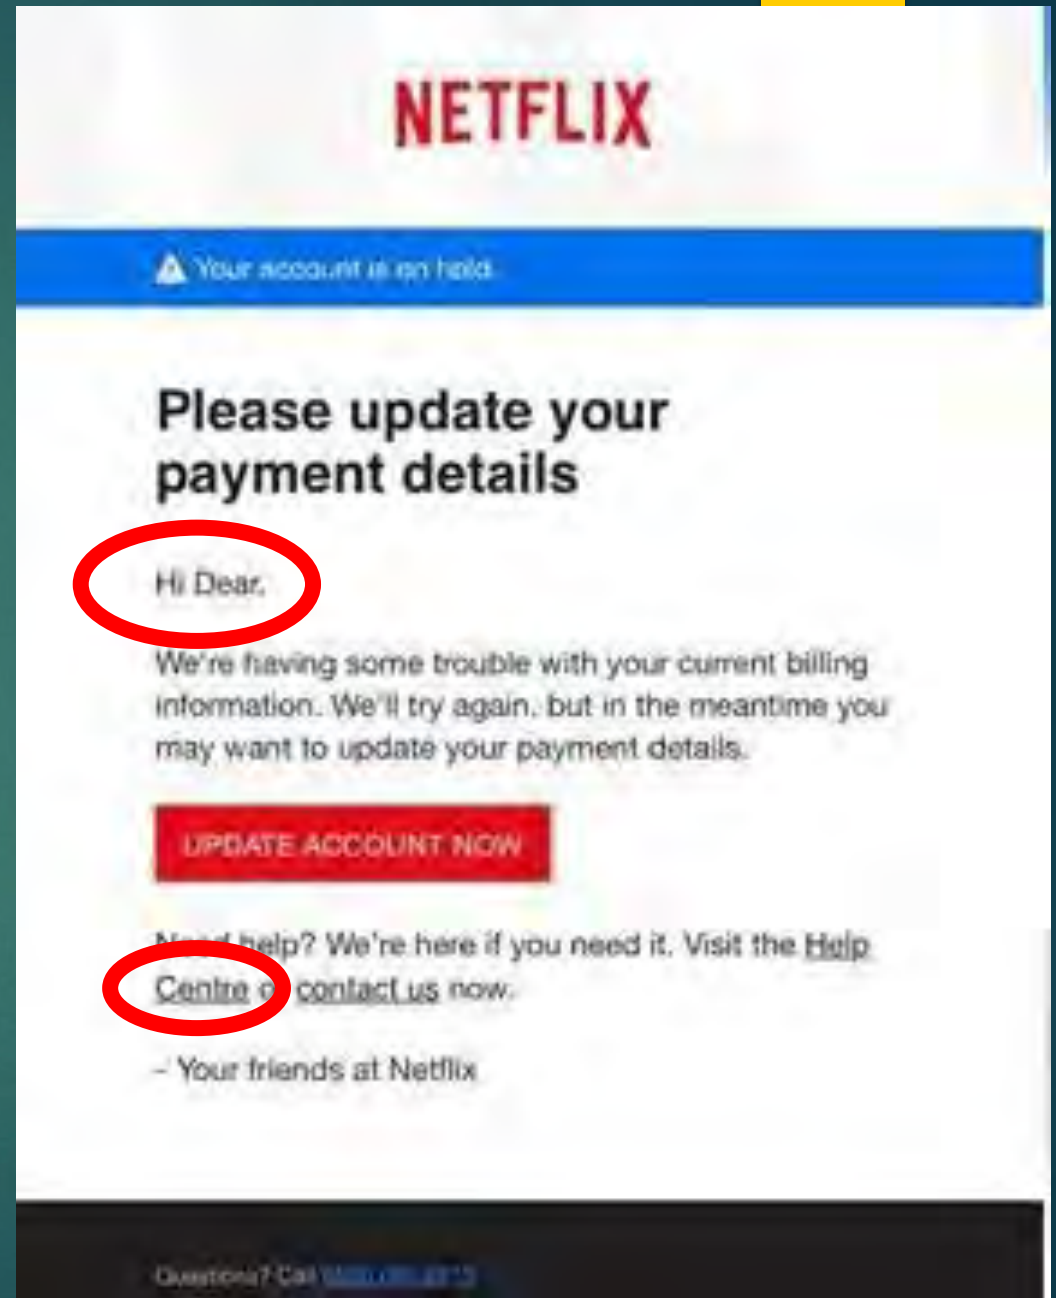 NETFLIX
Your account is on hold.
Please update your
payment details
Hi Dear,
We're having some trouble with your current billing
information. We'll try again, but in the meantime you
may want to update your payment details.
UPDATE ACCOUNT NOW
Need help? We're here if you need it. Visit the Help
Centre or contact us now.
- Your friends at Netflix
Questions? Call